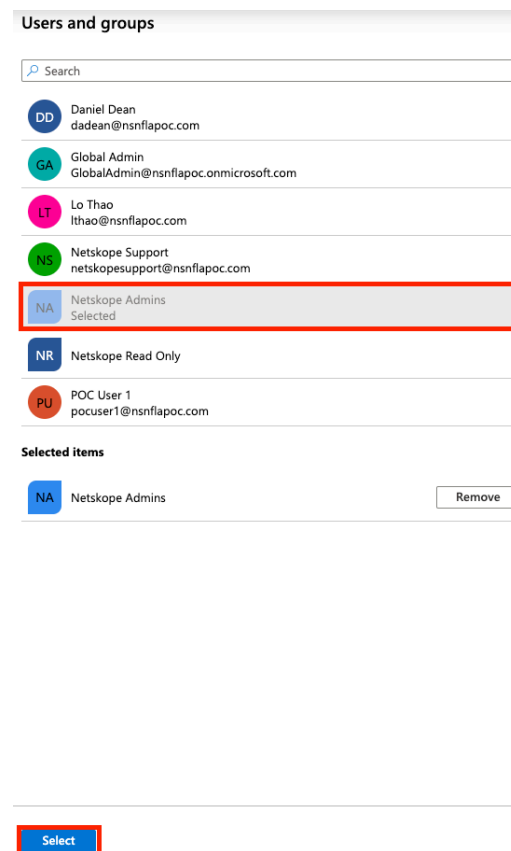 Users and groups
Search
DD
Daniel Dean
dadean@nsnflapoc.com
GA
Global Admin
GlobalAdmin@nsnflapoc.onmicrosoft.com
LT
Lo Thao
lthao@nsnflapoc.com
NS
Netskope Support
netskopesupport@nsnflapoc.com
NA
Netskope Admins
Selected
NR
Netskope Read Only
PU
POC User 1
pocuser1@nsnflapoc.com
Selected items
NA
Netskope Admins
Remove
Select